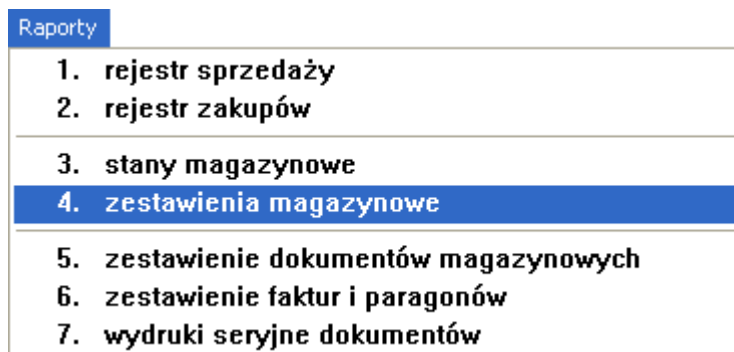 Raporty
1. rejestr sprzedaży
2. rejestr zakupów
3. stany magazynowe
4. zestawienia magazynowe
5. zestawienie dokumentów magazynowych
6. zestawienie faktur i paragonów
7. wydruki seryjne dokumentów